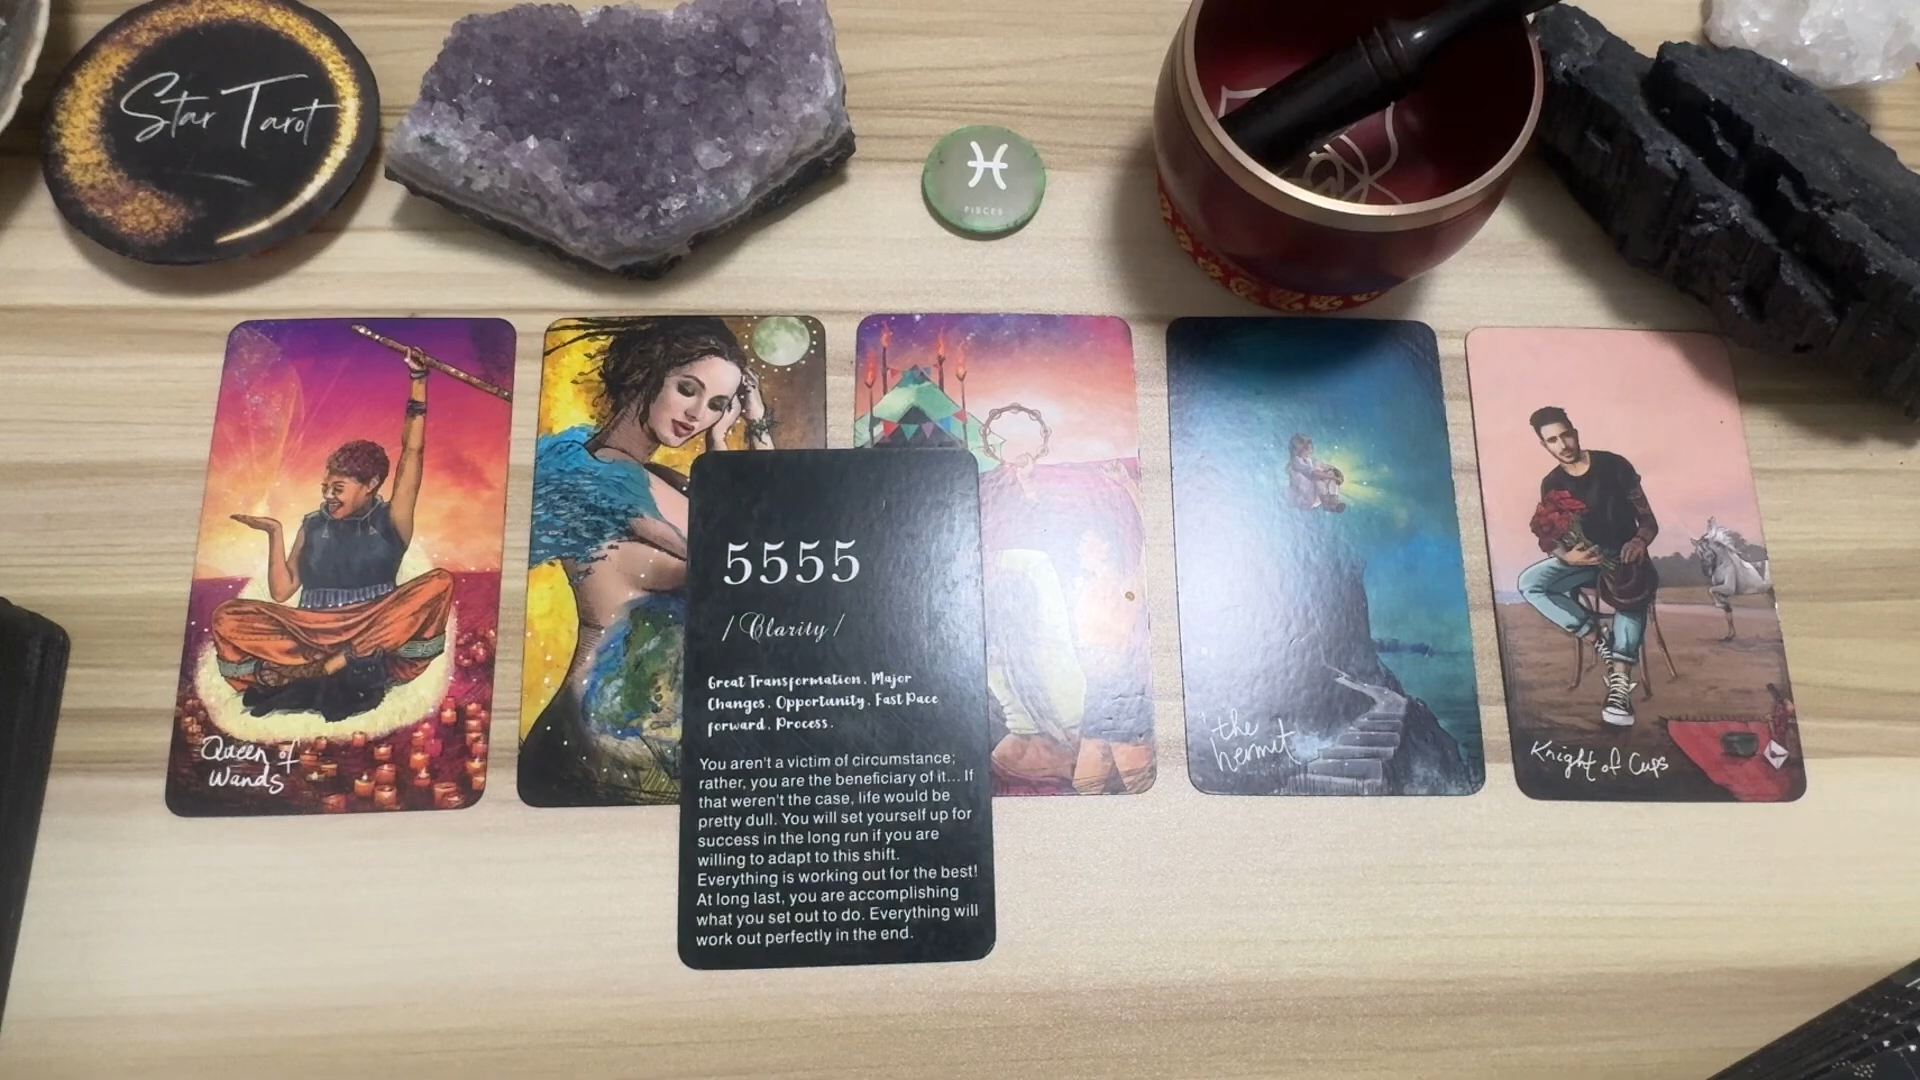 Star Tarot
PISCES
Queen of
Wands
5555
/Clarity/
Great Transformation. Major
Changes. Opportunity. Fast Pace
forward. Process.
You aren't a victim of circumstance;
rather, you are the beneficiary of it... If
that weren't the case, life would be
pretty dull. You will set yourself up for
success in the long run if you are
willing to adapt to this shift.
Everything is working out for the best!
At long last, you are accomplishing
what you set out to do. Everything will
work out perfectly in the end.
the
hermit
Knight of Cups